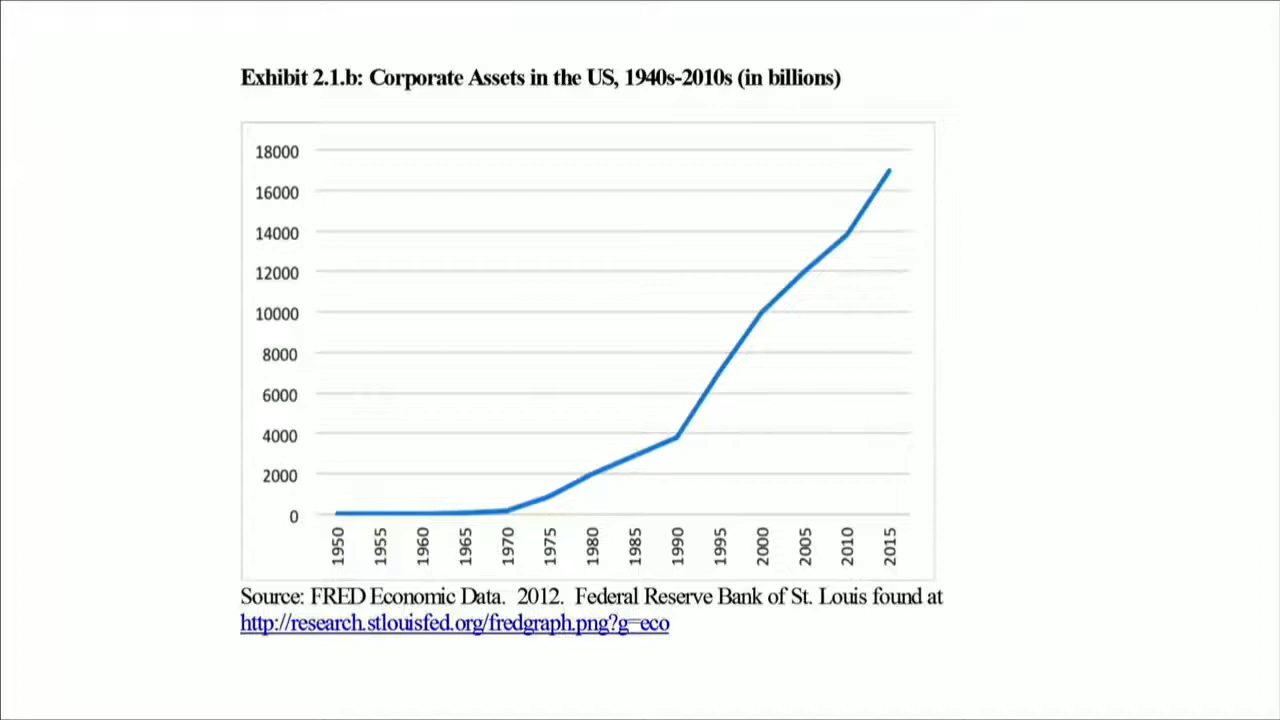 Exhibit 2.1.b: Corporate Assets in the US, 1940s-2010s (in billions)
18000
16000
14000
12000
10000
8000
6000
4000
2000
0
1950 1955 1960 1965 1970 1975 1980 1985 1990 1995 2000 2005 2010 2015
Source: FRED Economic Data. 2012. Federal Reserve Bank of St. Louis found at
http://research.stlouisfed.org/fredgraph.png?g=eco